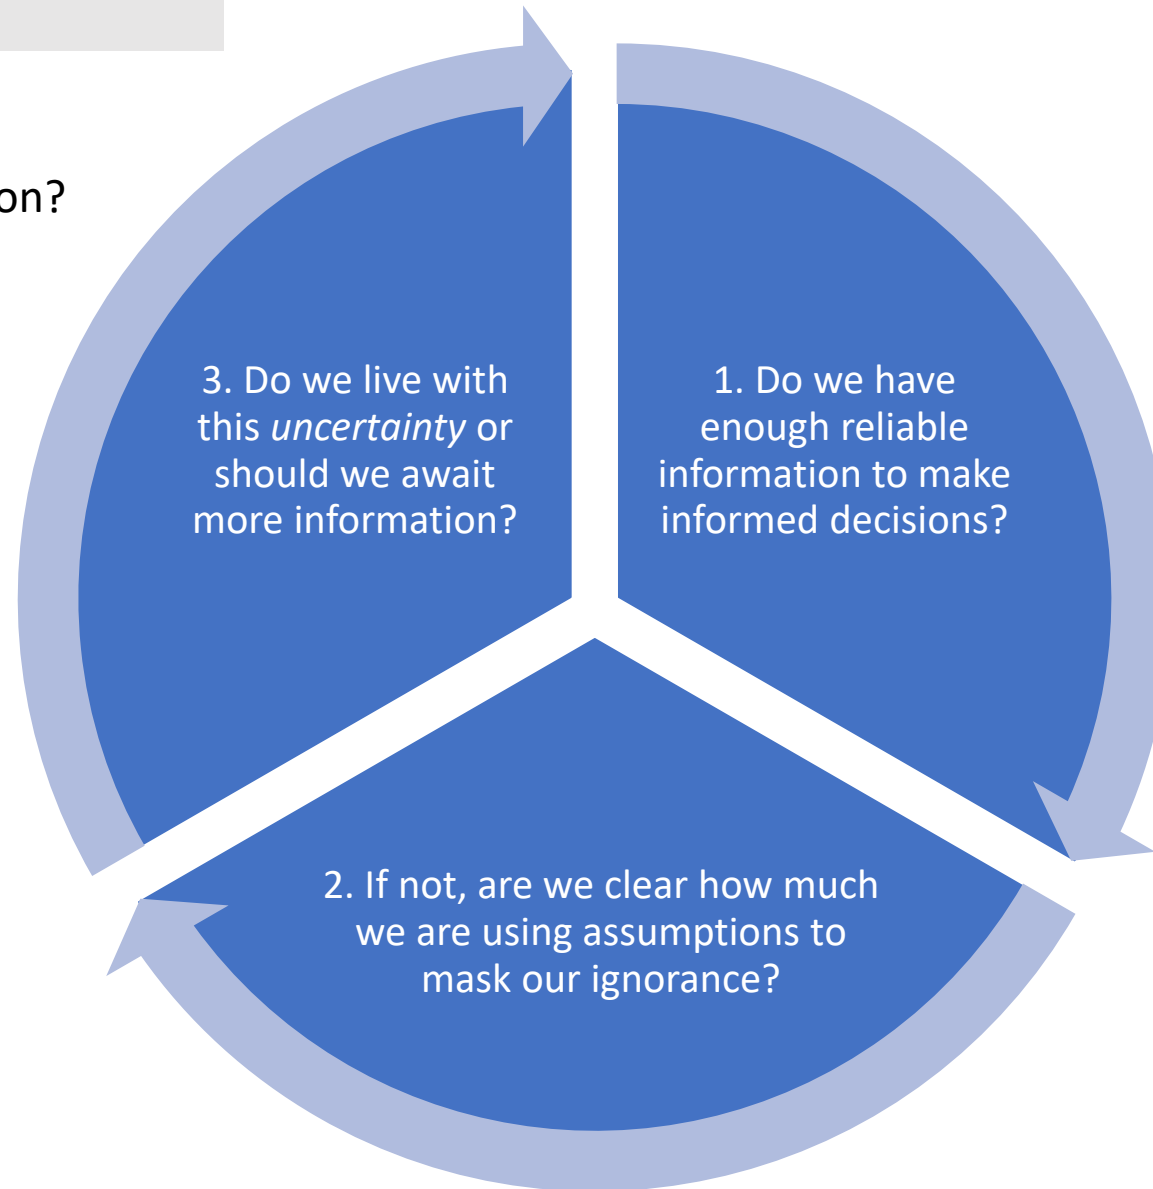 on?
1. Do we have
enough reliable
information to make
informed decisions?
2. If not, are we clear how much
we are using assumptions to
mask our ignorance?
3. Do we live with
this uncertainty or
should we await
more information?